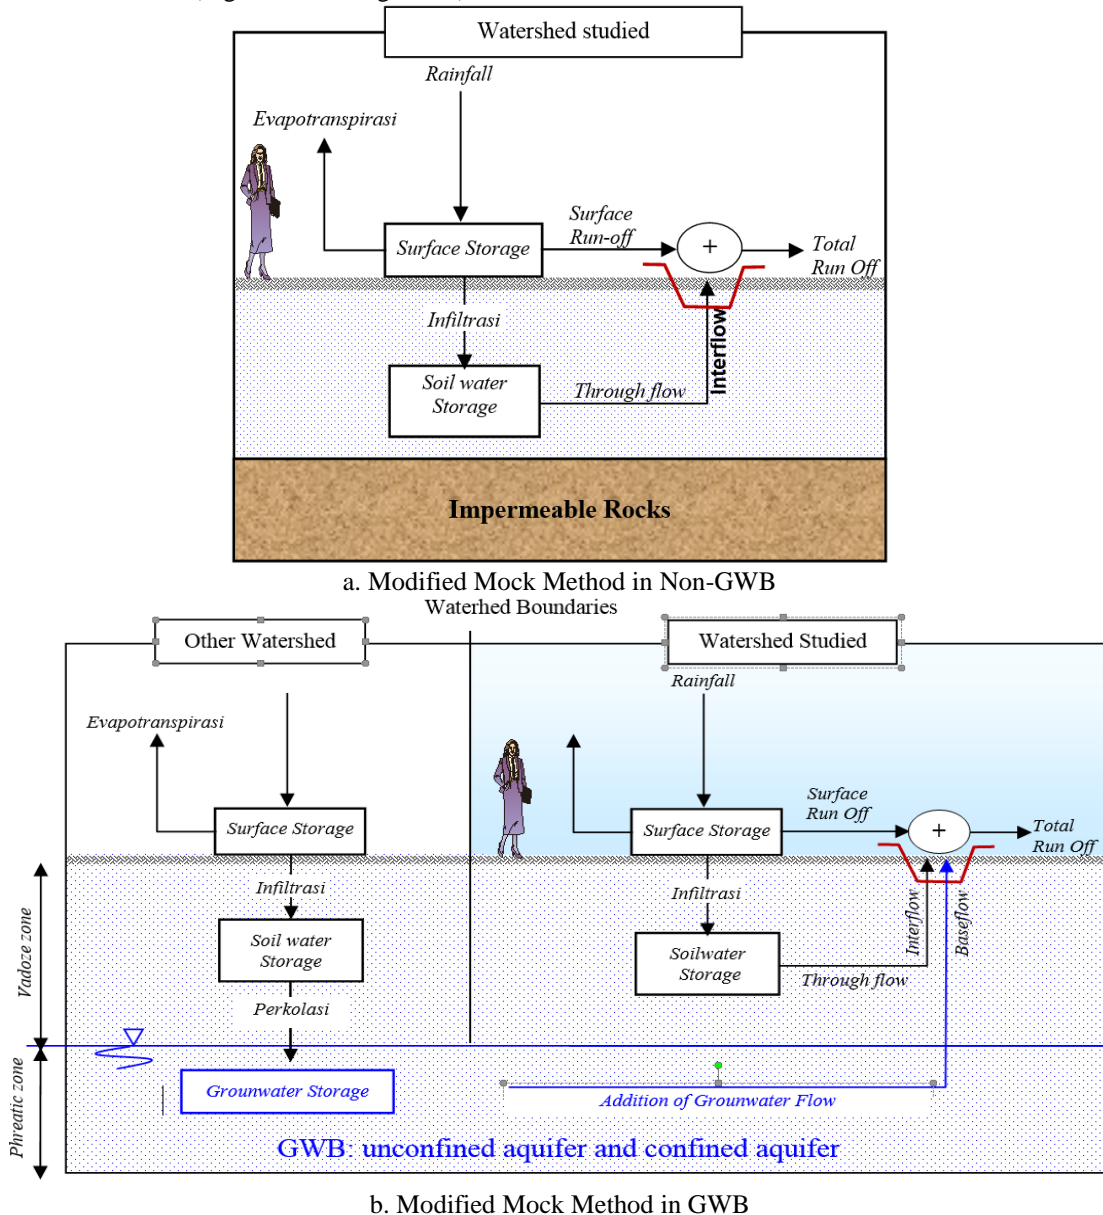 Watershed studied
Rainfall
Evapotranspirasi
Surface
Run-off
Surface Storage
+
Total
Run Off
Infiltrasi
Interflow
Soil water
Storage
Through flow
Impermeable Rocks
a. Modified Mock Method in Non-GWB
Waterhed Boundaries
Other Watershed
Watershed Studied
Rainfall
Evapotranspirasi
Surface
Run Off
Surface Storage
Surface Storage
+
Total
Run Off
Infiltrasi
Infiltrasi
Vadoze zone
Interflow
Baseflow
Soil water
Storage
Soilwater
Storage
Through flow
Perkolasi
Phreatic zone
Grounwater Storage
Addition of Grounwater Flow
GWB: unconfined aquifer and confined aquifer
b. Modified Mock Method in GWB